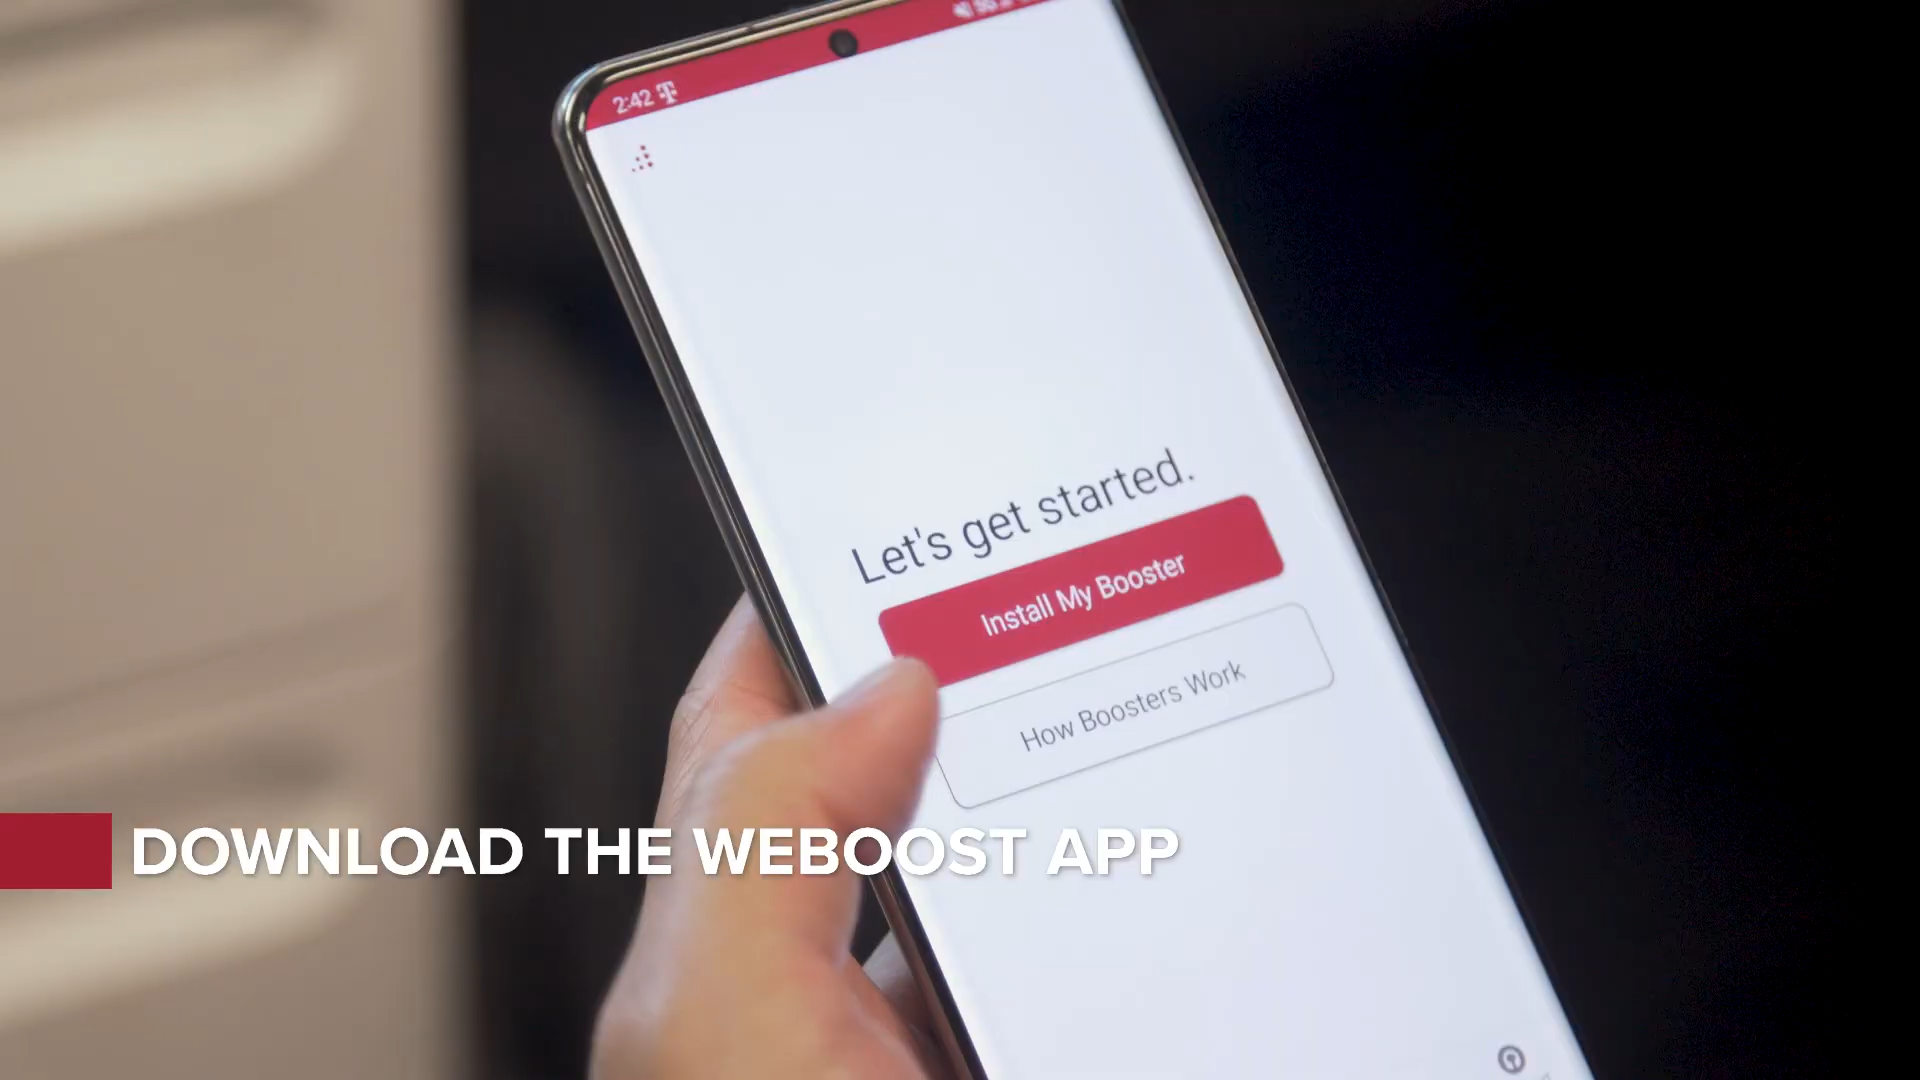 2:42
Let's get started.
Install My Booster
How Boosters Work
DOWNLOAD THE WEBOOST APP